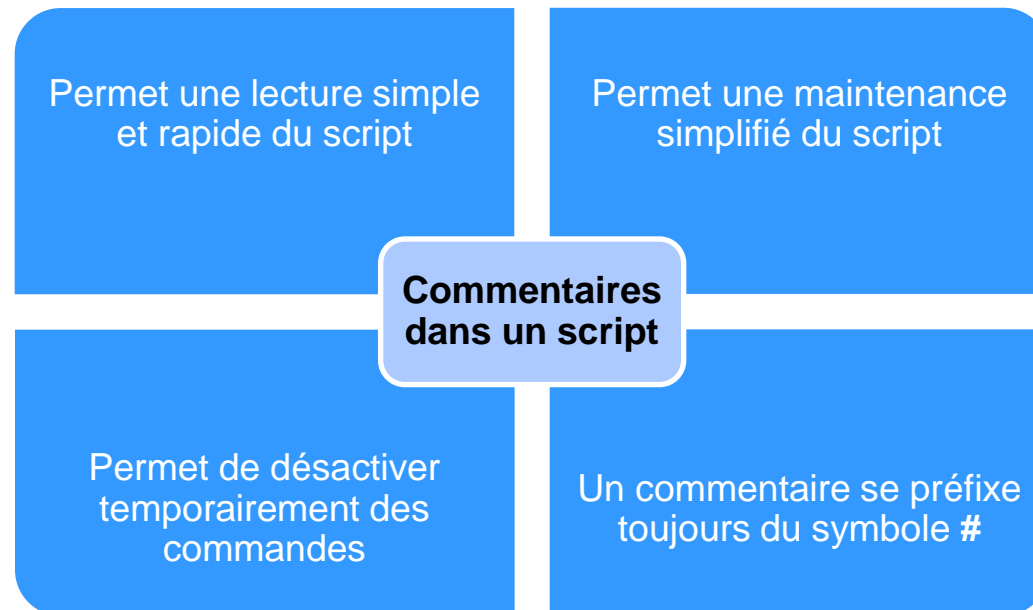 Permet une lecture simple
et rapide du script
Permet une maintenance
simplifié du script
Commentaires
dans un script
Permet de désactiver
temporairement des
commandes
Un commentaire se préfixe
toujours du symbole #